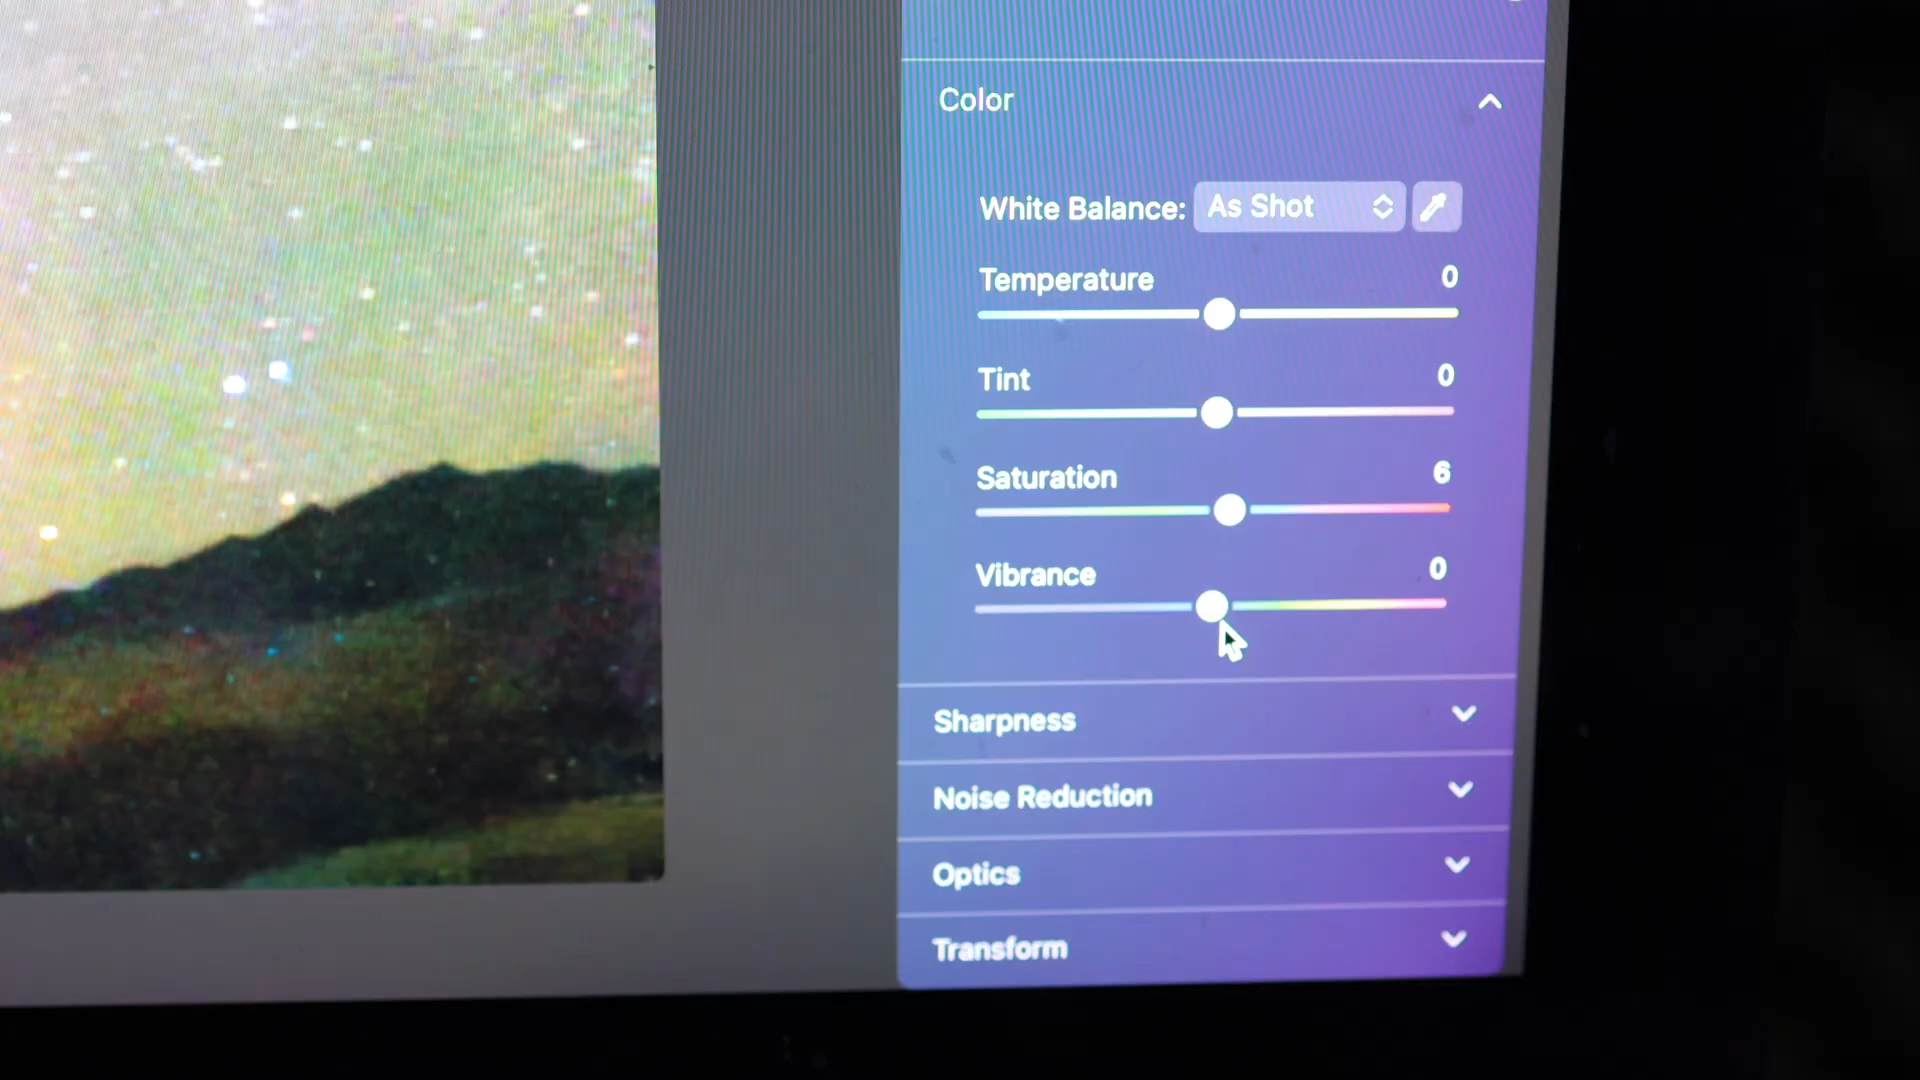 Color
White Balance: As Shot
Temperature 0
Tint 0
Saturation 6
Vibrance 0
Sharpness
Noise Reduction
Optics
Transform